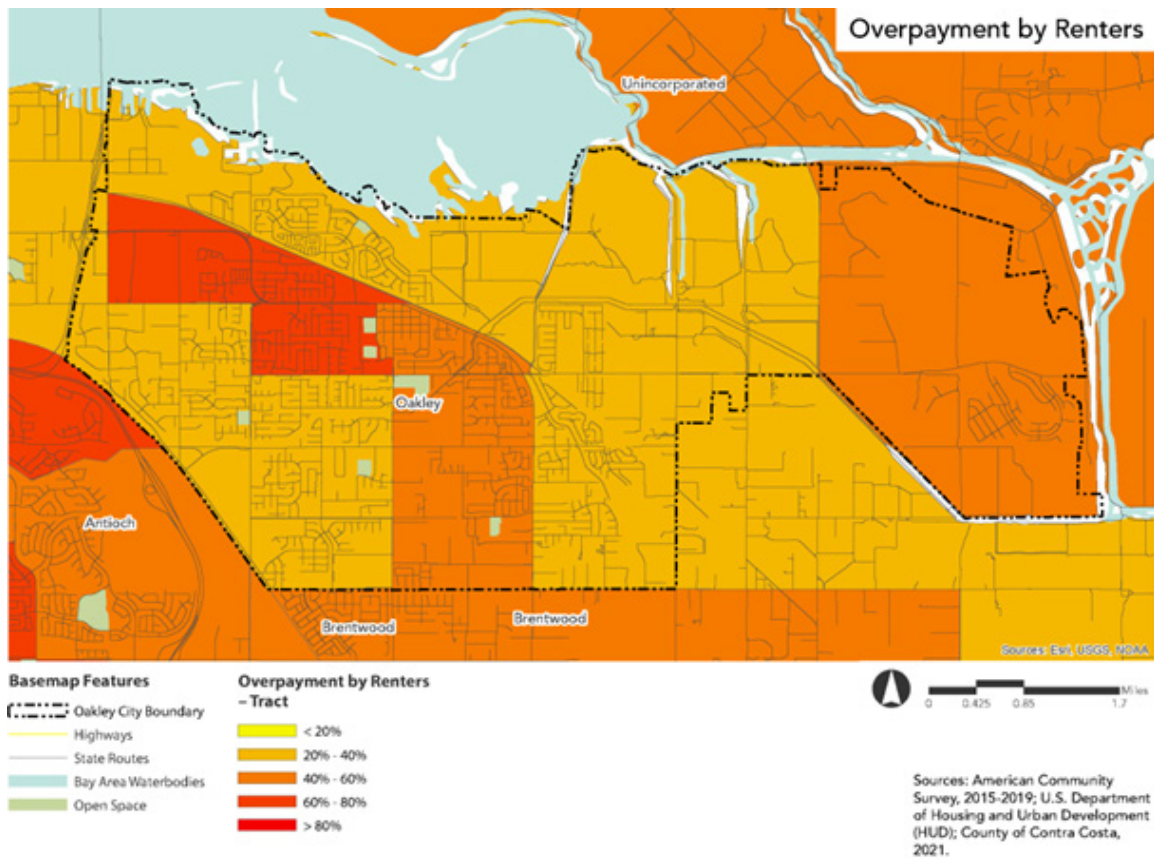 Overpayment by Renters
Unincorporated
Oakley
Antioch
Brentwood
Brentwood
Sources: Esri, USGS, NOAA
Basemap Features
Oakley City Boundary
Highways
State Routes
Bay Area Waterbodies
Open Space
Overpayment by Renters
– Tract
< 20%
20% - 40%
40% - 60%
60% - 80%
> 80%
Miles
0 0.425 0.85 1.7
Sources: American Community
Survey, 2015-2019; U.S. Department
of Housing and Urban Development
(HUD); County of Contra Costa,
2021.